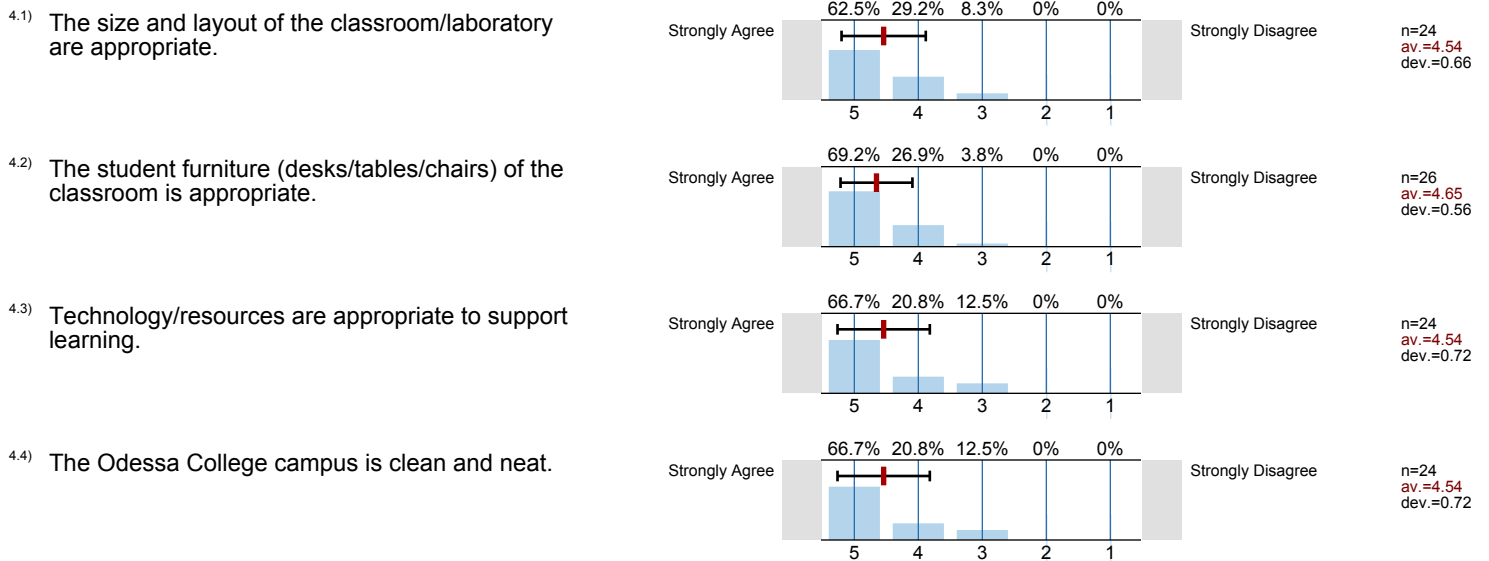 4.1) The size and layout of the classroom/laboratory
are appropriate.
62.5% 29.2% 8.3% 0% 0%
Strongly Agree
Strongly Disagree
5 4 3 2 1
n=24
av.=4.54
dev.=0.66
4.2) The student furniture (desks/tables/chairs) of the
classroom is appropriate.
69.2% 26.9% 3.8% 0% 0%
Strongly Agree
Strongly Disagree
5 4 3 2 1
n=26
av.=4.65
dev.=0.56
4.3) Technology/resources are appropriate to support
learning.
66.7% 20.8% 12.5% 0% 0%
Strongly Agree
Strongly Disagree
5 4 3 2 1
n=24
av.=4.54
dev.=0.72
4.4) The Odessa College campus is clean and neat.
66.7% 20.8% 12.5% 0% 0%
Strongly Agree
Strongly Disagree
5 4 3 2 1
n=24
av.=4.54
dev.=0.72